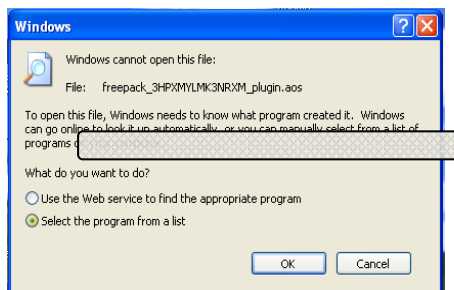 Windows
Windows cannot open this file:
File: freepack_3HPXMYLMK3NRXM_plugin.aos
To open this file, Windows needs to know what program created it. Windows
can go online to look it up automatically, or you can manually select from a list of
programs
What do you want to do?
Use the Web service to find the appropriate program
Select the program from a list
OK Cancel